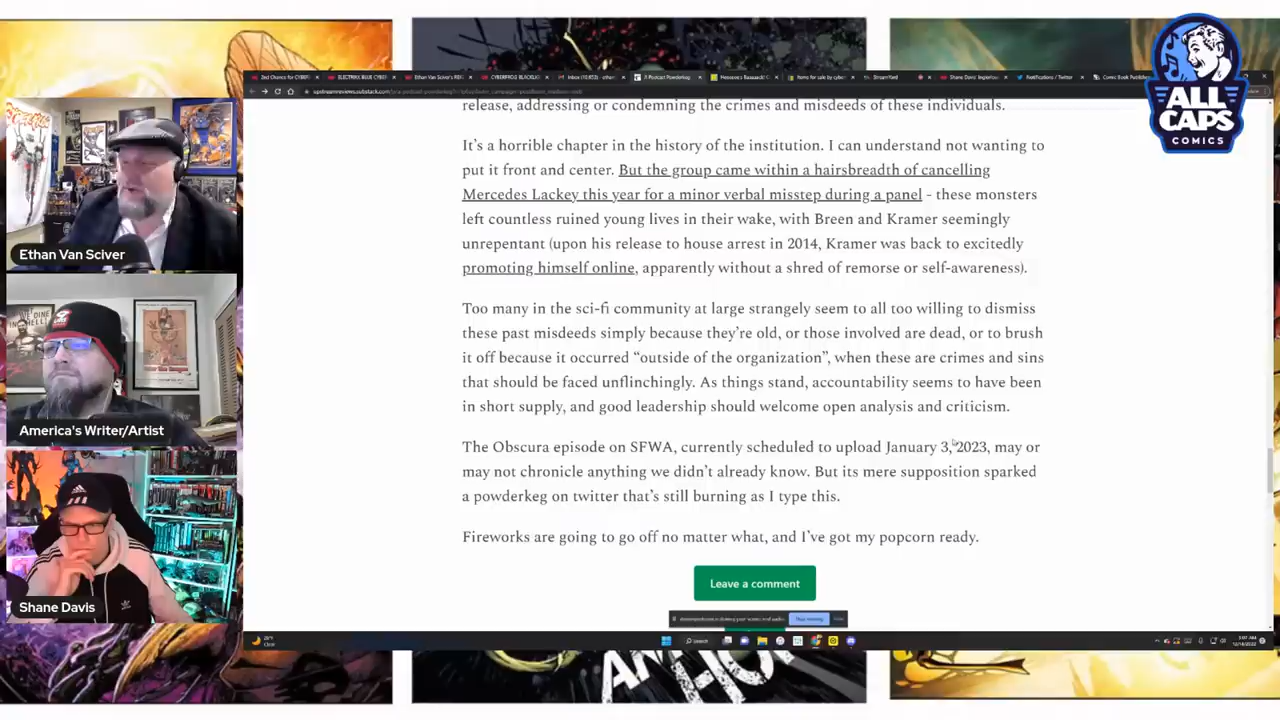 ALL
CAPS
COMICS
Ethan Van Sciver
America's Writer/Artist
Shane Davis
release, addressing or condemning the crimes and misdeeds of these individuals.
It's a horrible chapter in the history of the institution. I can understand not wanting to
put it front and center. But the group came within a hairsbreadth of cancelling
Mercedes Lackey this year for a minor verbal misstep during a panel - these monsters
left countless ruined young lives in their wake, with Breen and Kramer seemingly
unrepentant (upon his release to house arrest in 2014, Kramer was back to excitedly
promoting himself online, apparently without a shred of remorse or self-awareness).
Too many in the sci-fi community at large strangely seem to all too willing to dismiss
these past misdeeds simply because they're old, or those involved are dead, or to brush
it off because it occurred “outside of the organization”, when these are crimes and sins
that should be faced unflinchingly. As things stand, accountability seems to have been
in short supply, and good leadership should welcome open analysis and criticism.
The Obscura episode on SFWA, currently scheduled to upload January 3, 2023, may or
may not chronicle anything we didn't already know. But its mere supposition sparked
a powderkeg on twitter that's still burning as I type this.
Fireworks are going to go off no matter what, and I've got my popcorn ready.
Leave a comment
Search